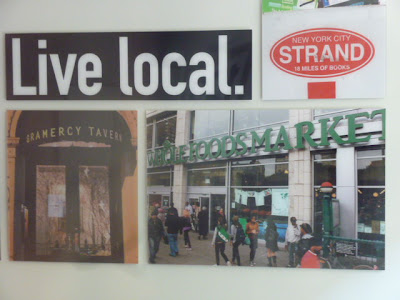 Live local.
NEW YORK CITY
STRAND
18 MILES OF BOOKS
GRAMERCY TAVERN
WHOLE FOODS MARKET